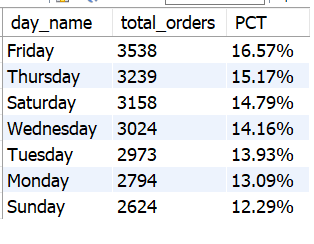 day_name total_orders PCT
Friday 3538 16.57%
Thursday 3239 15.17%
Saturday 3158 14.79%
Wednesday 3024 14.16%
Tuesday 2973 13.93%
Monday 2794 13.09%
Sunday 2624 12.29%